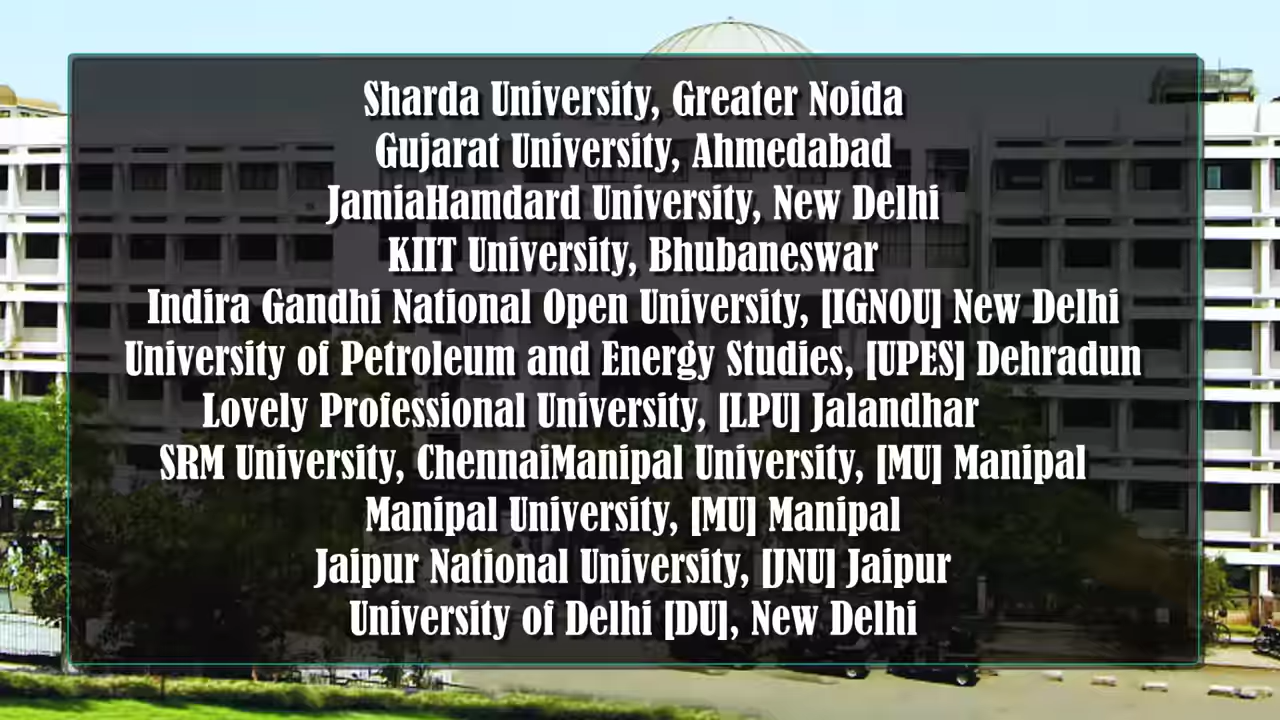 Sharda University, Greater Noida
Gujarat University, Ahmedabad
JamiaHamdard University, New Delhi
KIIT University, Bhubaneswar
Indira Gandhi National Open University, [IGNOU] New Delhi
University of Petroleum and Energy Studies, [UPES] Dehradun
Lovely Professional University, [LPU] Jalandhar
SRM University, ChennaiManipal University, [MU] Manipal
Manipal University, [MU] Manipal
Jaipur National University, [JNU] Jaipur
University of Delhi [DU], New Delhi